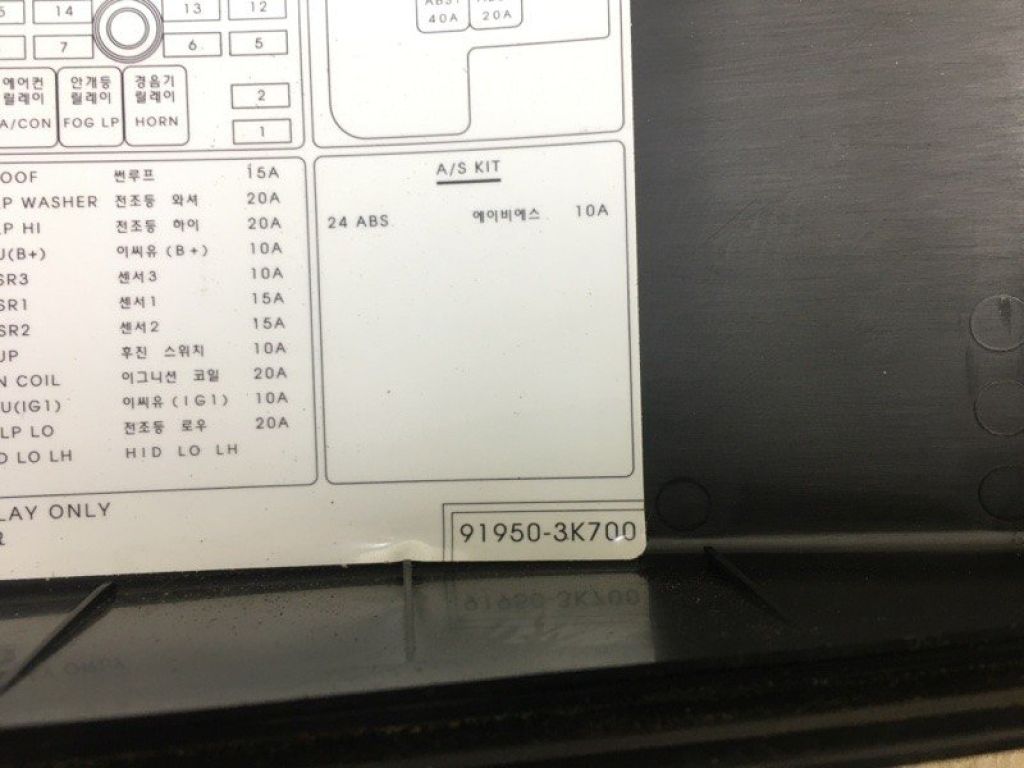 14
13
12
7
6
5
에어컨 릴레이 A/CON
안개등 릴레이 FOG LP
경음기 릴레이 HORN
2
1
40A
20A
OOF 썬루프 15A
P WASHER 전조등 와셔 20A
P HI 전조등 하이 20A
U(B+) 이씨유 (B+) 10A
SR3 센서3 10A
SR1 센서1 15A
SR2 센서2 15A
UP 후진 스위치 10A
N COIL 이그니션 코일 20A
U(IG1) 이씨유 (IG1) 10A
LP LO 전조등 로우 20A
D LO LH HID LO LH
A/S KIT
24 ABS 에이비에스 10A
LAY ONLY
R
91950-3K700